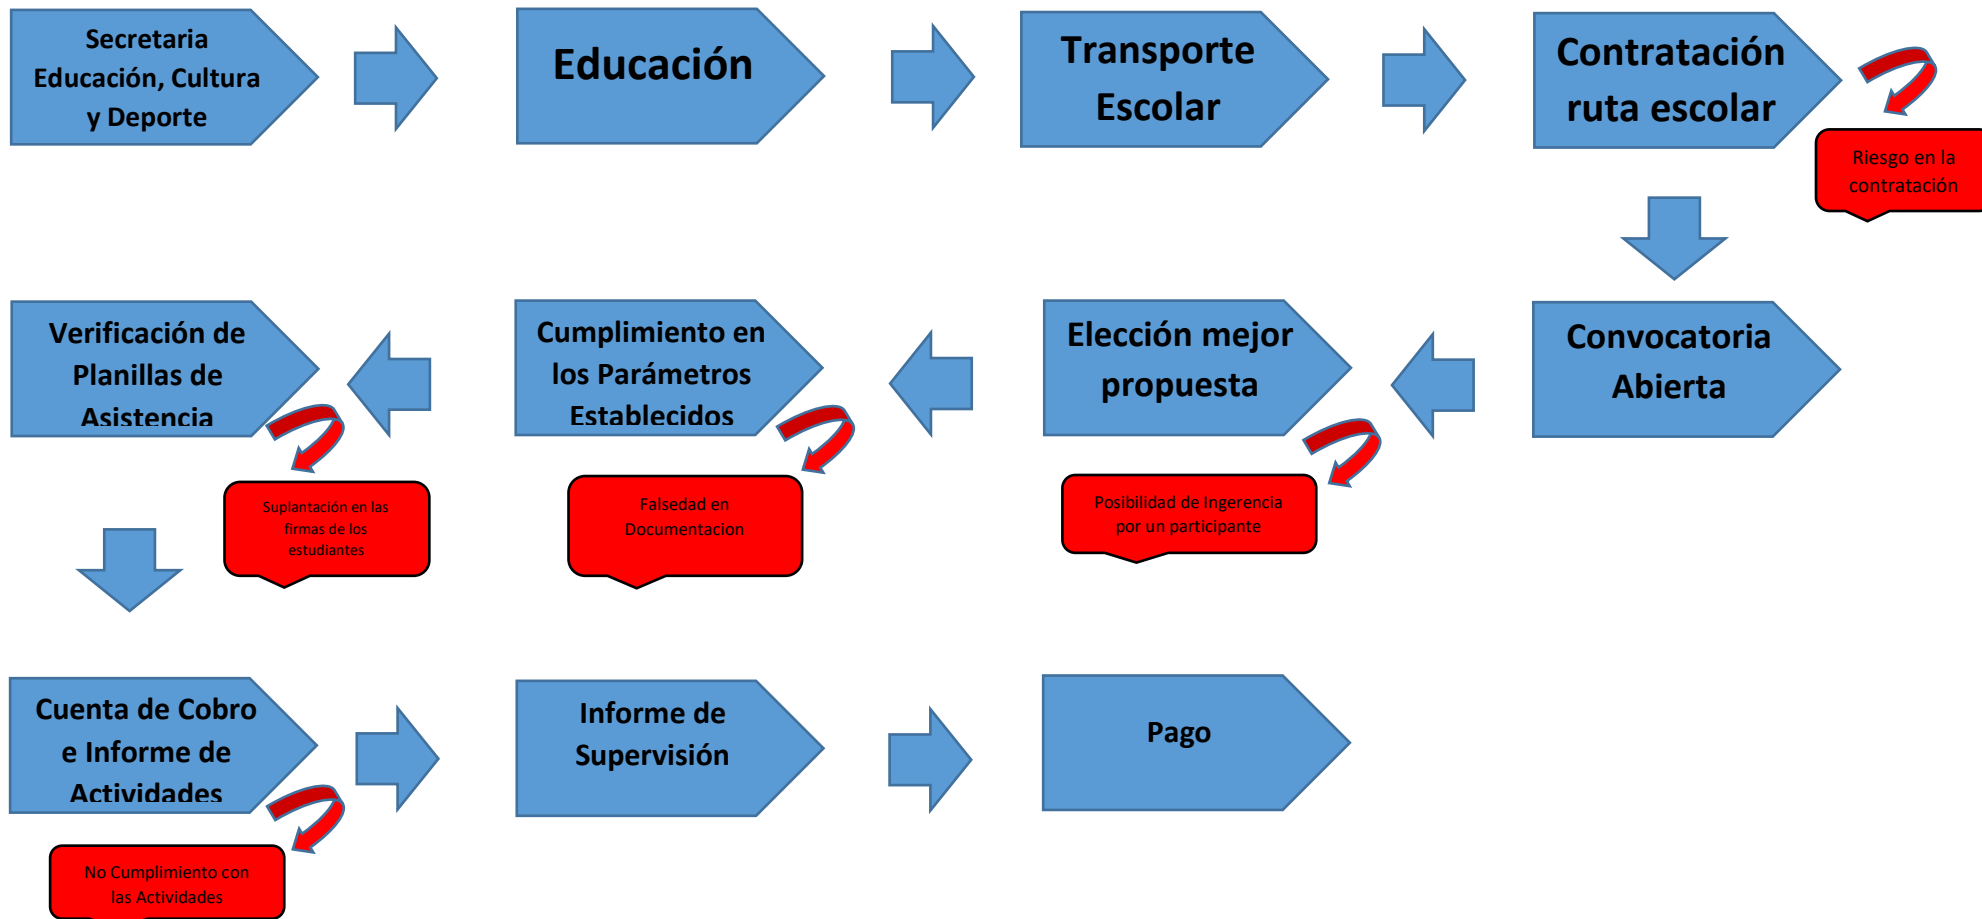 Secretaria
Educación, Cultura
y Deporte
Educación
Transporte
Escolar
Contratación
ruta escolar
Riesgo en la
contratación
Convocatoria
Abierta
Elección mejor
propuesta
Posibilidad de Ingerencia
por un participante
Cumplimiento en
los Parámetros
Establecidos
Falsedad en
Documentacion
Verificación de
Planillas de
Asistencia
Suplantación en las
firmas de los
estudiantes
Cuenta de Cobro
e Informe de
Actividades
No Cumplimiento con
las Actividades
Informe de
Supervisión
Pago